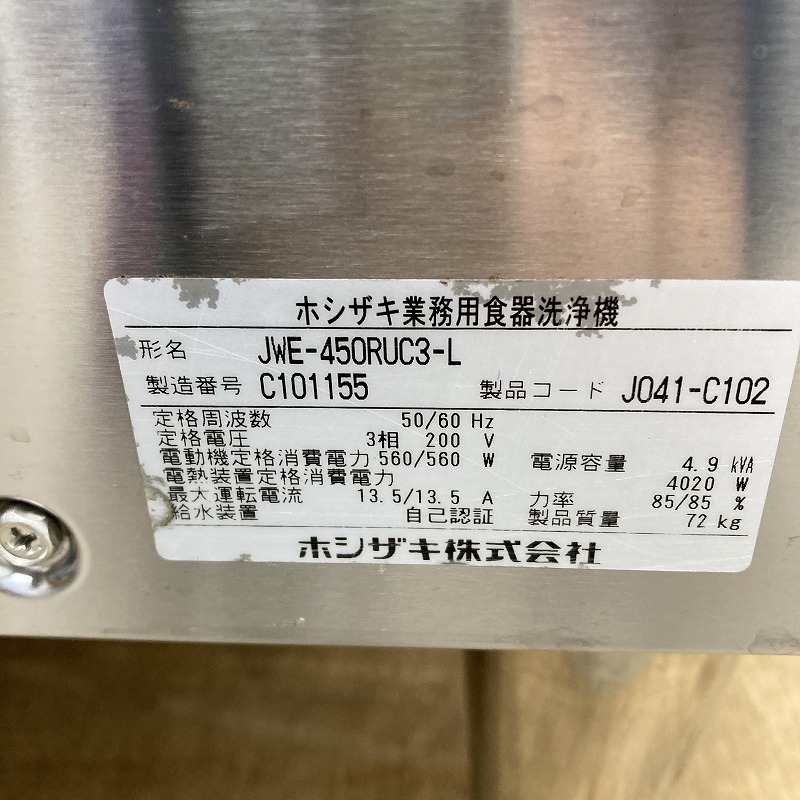 ホシザキ業務用食器洗浄機
形名 JWE-450RUC3-L
製造番号 C101155 製品コード J041-C102
定格周波数 50/60 Hz
定格電圧 3相 200 V
電動機定格消費電力 560/560 W 電源容量 4.9 kVA
電熱装置定格消費電力 4020 W
最大運転電流 13.5/13.5 A 力率 85/85 %
給水装置 自己認証 製品質量 72 kg
ホシザキ株式会社